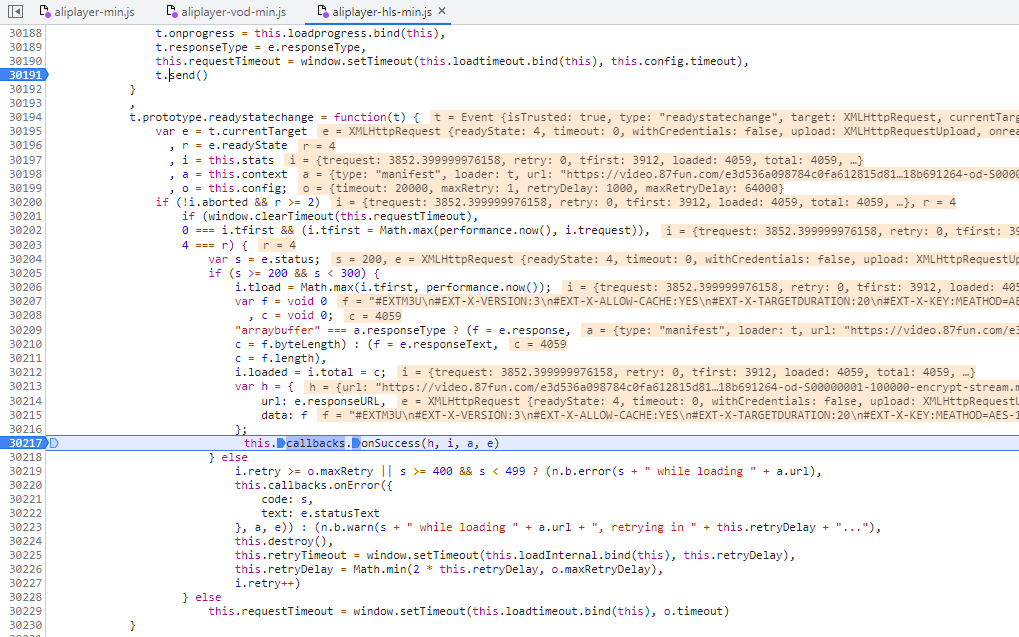 aliplayer-min.js aliplayer-vod-min.js aliplayer-hls-min.js ×
30188 t.onprogress = this.loadprogress.bind(this),
30189 t.responseType = e.responseType,
30190 this.requestTimeout = window.setTimeout(this.loadtimeout.bind(this), this.config.timeout),
30191 t.send()
30192 }
30193 ,
30194 t.prototype.readystatechange = function(t) { t = Event {isTrusted: true, type: "readystatechange", target: XMLHttpRequest, currentTarg
30195 var e = t.currentTarget e = XMLHttpRequest {readyState: 4, timeout: 0, withCredentials: false, upload: XMLHttpRequestUpload, onrea
30196 , r = e.readyState r = 4
30197 , i = this.stats i = {trequest: 3852.399999976158, retry: 0, tfirst: 3912, loaded: 4059, total: 4059, …}
30198 , a = this.context a = {type: "manifest", loader: t, url: "https://video.87fun.com/e3d536a098784c0fa612815d81…18b691264-od-S0000
30199 , o = this.config; o = {timeout: 20000, maxRetry: 1, retryDelay: 1000, maxRetryDelay: 64000}
30200 if (!i.aborted && r >= 2) i = {trequest: 3852.399999976158, retry: 0, tfirst: 3912, loaded: 4059, total: 4059, …}, r = 4
30201 if (window.clearTimeout(this.requestTimeout),
30202 0 === i.tfirst && (i.tfirst = Math.max(performance.now(), i.trequest)), i = {trequest: 3852.399999976158, retry: 0, tfirst: 39
30203 4 === r) { r = 4
30204 var s = e.status; s = 200, e = XMLHttpRequest {readyState: 4, timeout: 0, withCredentials: false, upload: XMLHttpRequestUp
30205 if (s >= 200 && s < 300) {
30206 i.tload = Math.max(i.tfirst, performance.now()); i = {trequest: 3852.399999976158, retry: 0, tfirst: 3912, loaded: 405
30207 var f = void 0 f = "#EXTM3U\n#EXT-X-VERSION:3\n#EXT-X-ALLOW-CACHE:YES\n#EXT-X-TARGETDURATION:20\n#EXT-X-KEY:MEATHOD=AE
30208 , c = void 0; c = 4059
30209 "arraybuffer" === a.responseType ? (f = e.response, a = {type: "manifest", loader: t, url: "https://video.87fun.com/e3
30210 c = f.byteLength) : (f = e.responseText, c = 4059
30211 c = f.length),
30212 i.loaded = i.total = c; i = {trequest: 3852.399999976158, retry: 0, tfirst: 3912, loaded: 4059, total: 4059, …}
30213 var h = { h = {url: "https://video.87fun.com/e3d536a098784c0fa612815d81…18b691264-od-S00000001-100000-encrypt-stream.m
30214 url: e.responseURL, e = XMLHttpRequest {readyState: 4, timeout: 0, withCredentials: false, upload: XMLHttpRequestU
30215 data: f f = "#EXTM3U\n#EXT-X-VERSION:3\n#EXT-X-ALLOW-CACHE:YES\n#EXT-X-TARGETDURATION:20\n#EXT-X-KEY:MEATHOD=AES-1
30216 };
30217 this.callbacks.onSuccess(h, i, a, e)
30218 } else
30219 i.retry >= o.maxRetry || s >= 400 && s < 499 ? (n.b.error(s + " while loading " + a.url),
30220 this.callbacks.onError({
30221 code: s,
30222 text: e.statusText
30223 }, a, e)) : (n.b.warn(s + " while loading " + a.url + ", retrying in " + this.retryDelay + "..."),
30224 this.destroy(),
30225 this.retryTimeout = window.setTimeout(this.loadInternal.bind(this), this.retryDelay),
30226 this.retryDelay = Math.min(2 * this.retryDelay, o.maxRetryDelay),
30227 i.retry++)
30228 } else
30229 this.requestTimeout = window.setTimeout(this.loadtimeout.bind(this), o.timeout)
30230 }